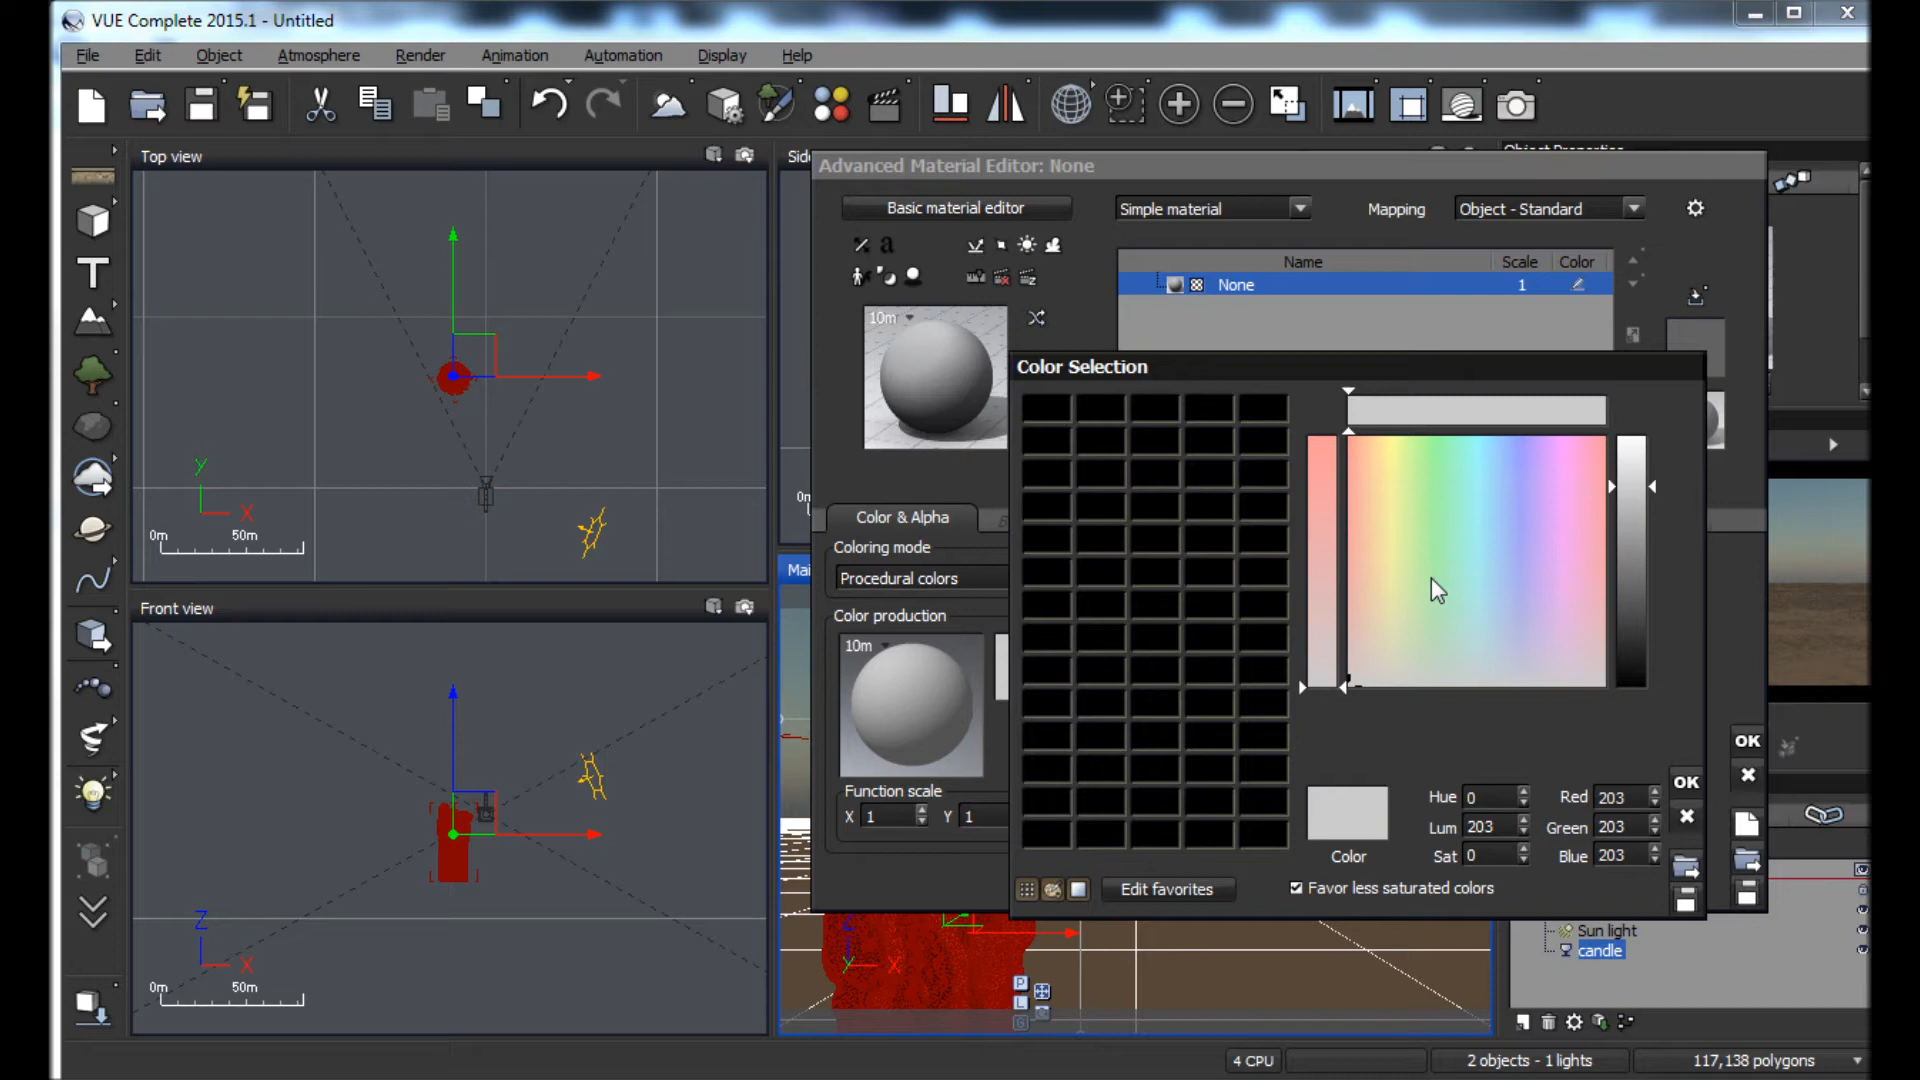 VUE Complete 2015.1 - Untitled
File Edit Object Atmosphere Render Animation Automation Display Help
Top view
Y
X
0m 50m
Front view
Z
X
0m 50m
Advanced Material Editor: None
Basic material editor
Simple material
Mapping
Object - Standard
a
10m
Name Scale Color
None 1
Color & Alpha
Coloring mode
Procedural colors
Color production
10m
Function scale
X 1 Y 1
Color Selection
Edit favorites
Favor less saturated colors
Color
Hue 0 Red 203
Lum 203 Green 203
Sat 0 Blue 203
OK
OK
Z
Y
X
P
L
Sun light
candle
4 CPU
2 objects - 1 lights
117,138 polygons